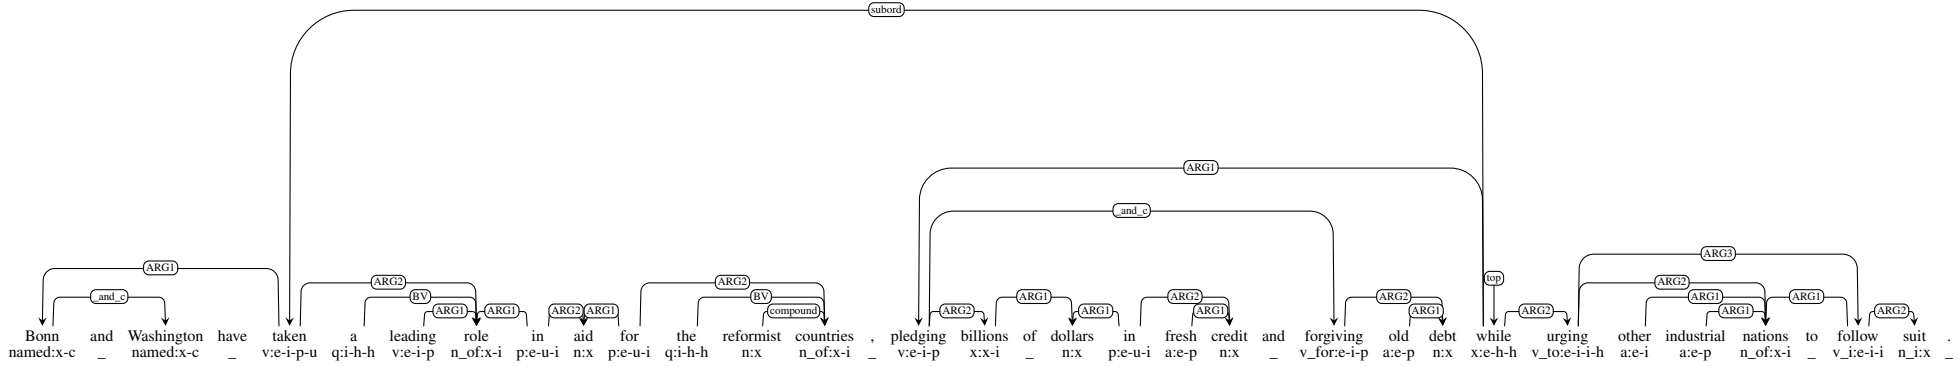 subord
ARG1
_and_c
ARG3
ARG1
top
ARG2
ARG2
ARG2
_and_c
BV
BV
ARG1
ARG2
ARG2
ARG1
ARG1
ARG1
ARG1
ARG2
ARG1
compound
ARG2
ARG1
ARG1
ARG1
ARG2
ARG1
ARG2
Bonn and Washington have taken a leading role in aid for the reformist countries , pledging billions of dollars in fresh credit and forgiving old debt while urging other industrial nations to follow suit .
named:x-c _ named:x-c _ v:e-i-p-u q:i-h-h v:e-i-p n_of:x-i p:e-u-i n:x p:e-u-i q:i-h-h n:x n_of:x-i _ v:e-i-p x:x-i _ n:x p:e-u-i a:e-p n:x _ v_for:e-i-p a:e-p n:x x:e-h-h v_to:e-i-i-h a:e-i a:e-p n_of:x-i _ v_i:e-i-i n_i:x _